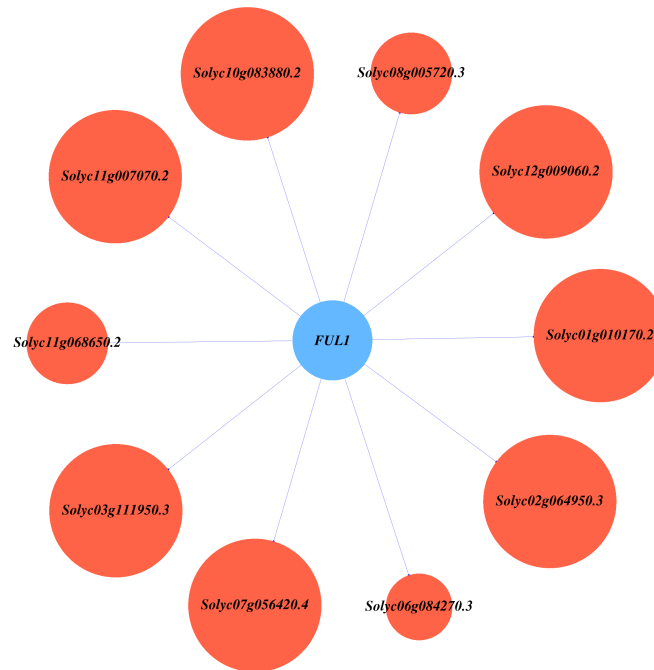 Solyc10g083880.2
Solyc08g005720.3
Solyc11g007070.2
Solyc12g009060.2
Solyc11g068650.2
FUL1
Solyc01g010170.2
Solyc03g111950.3
Solyc02g064950.3
Solyc07g056420.4
Solyc06g084270.3